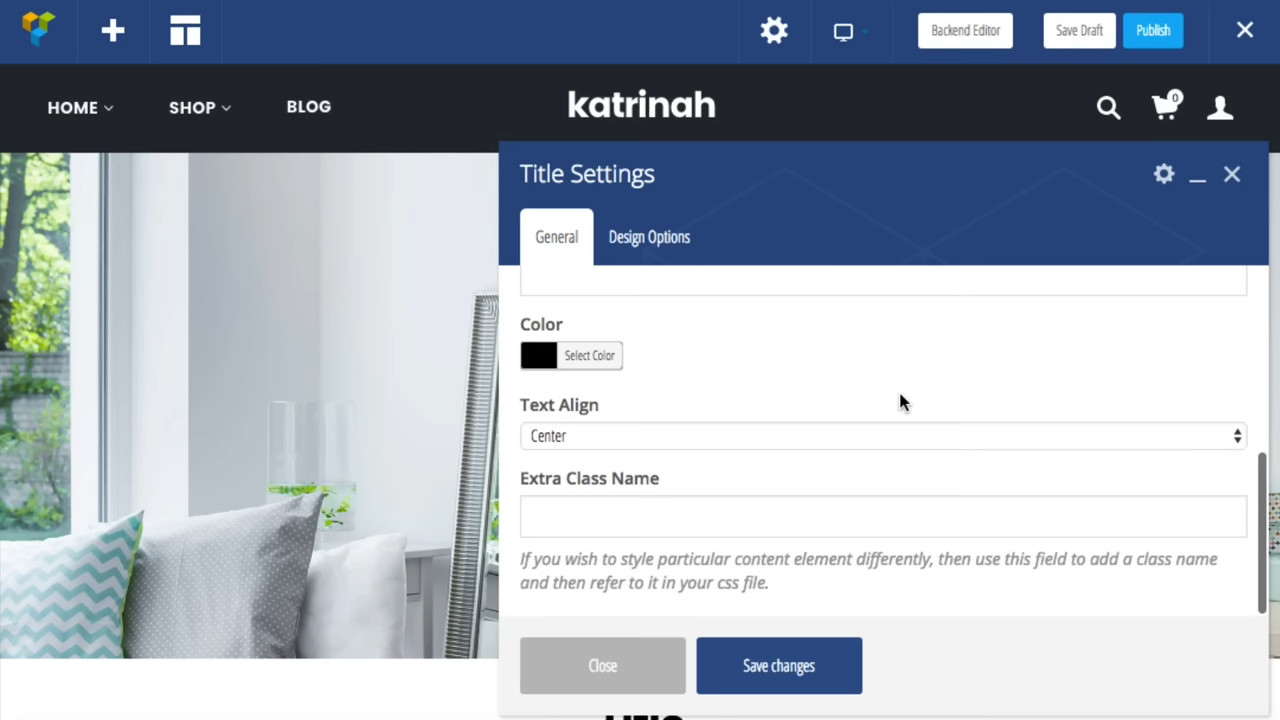 Backend Editor
Save Draft
Publish
HOME
SHOP
BLOG
katrinah
0
Title Settings
General
Design Options
Color
Select Color
Text Align
Center
Extra Class Name
If you wish to style particular content element differently, then use this field to add a class name
and then refer to it in your css file.
Close
Save changes